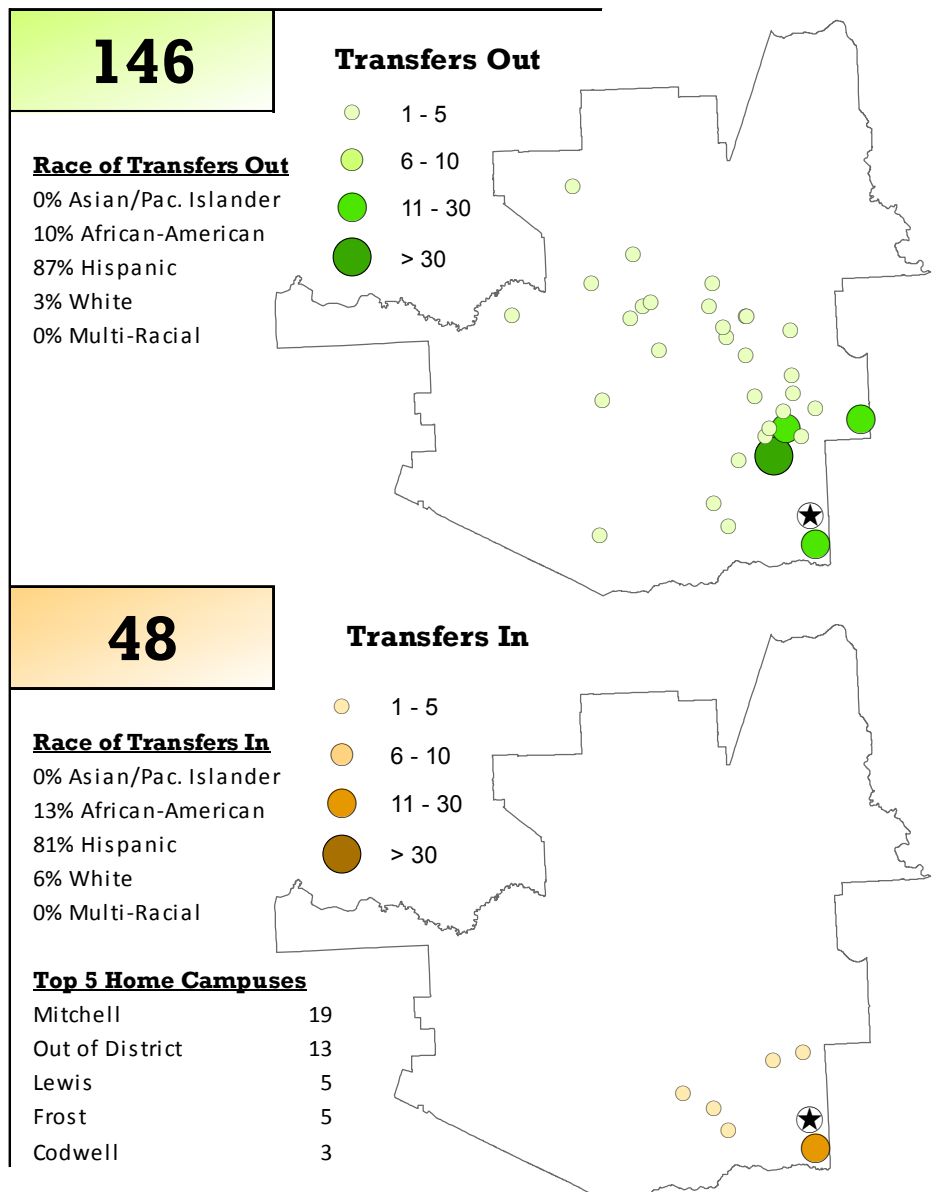 146
Transfers Out
1 - 5
6 - 10
11 - 30
> 30
Race of Transfers Out
0% Asian/Pac. Islander
10% African-American
87% Hispanic
3% White
0% Multi-Racial
48
Transfers In
1 - 5
6 - 10
11 - 30
> 30
Race of Transfers In
0% Asian/Pac. Islander
13% African-American
81% Hispanic
6% White
0% Multi-Racial
Top 5 Home Campuses
Mitchell 19
Out of District 13
Lewis 5
Frost 5
Codwell 3